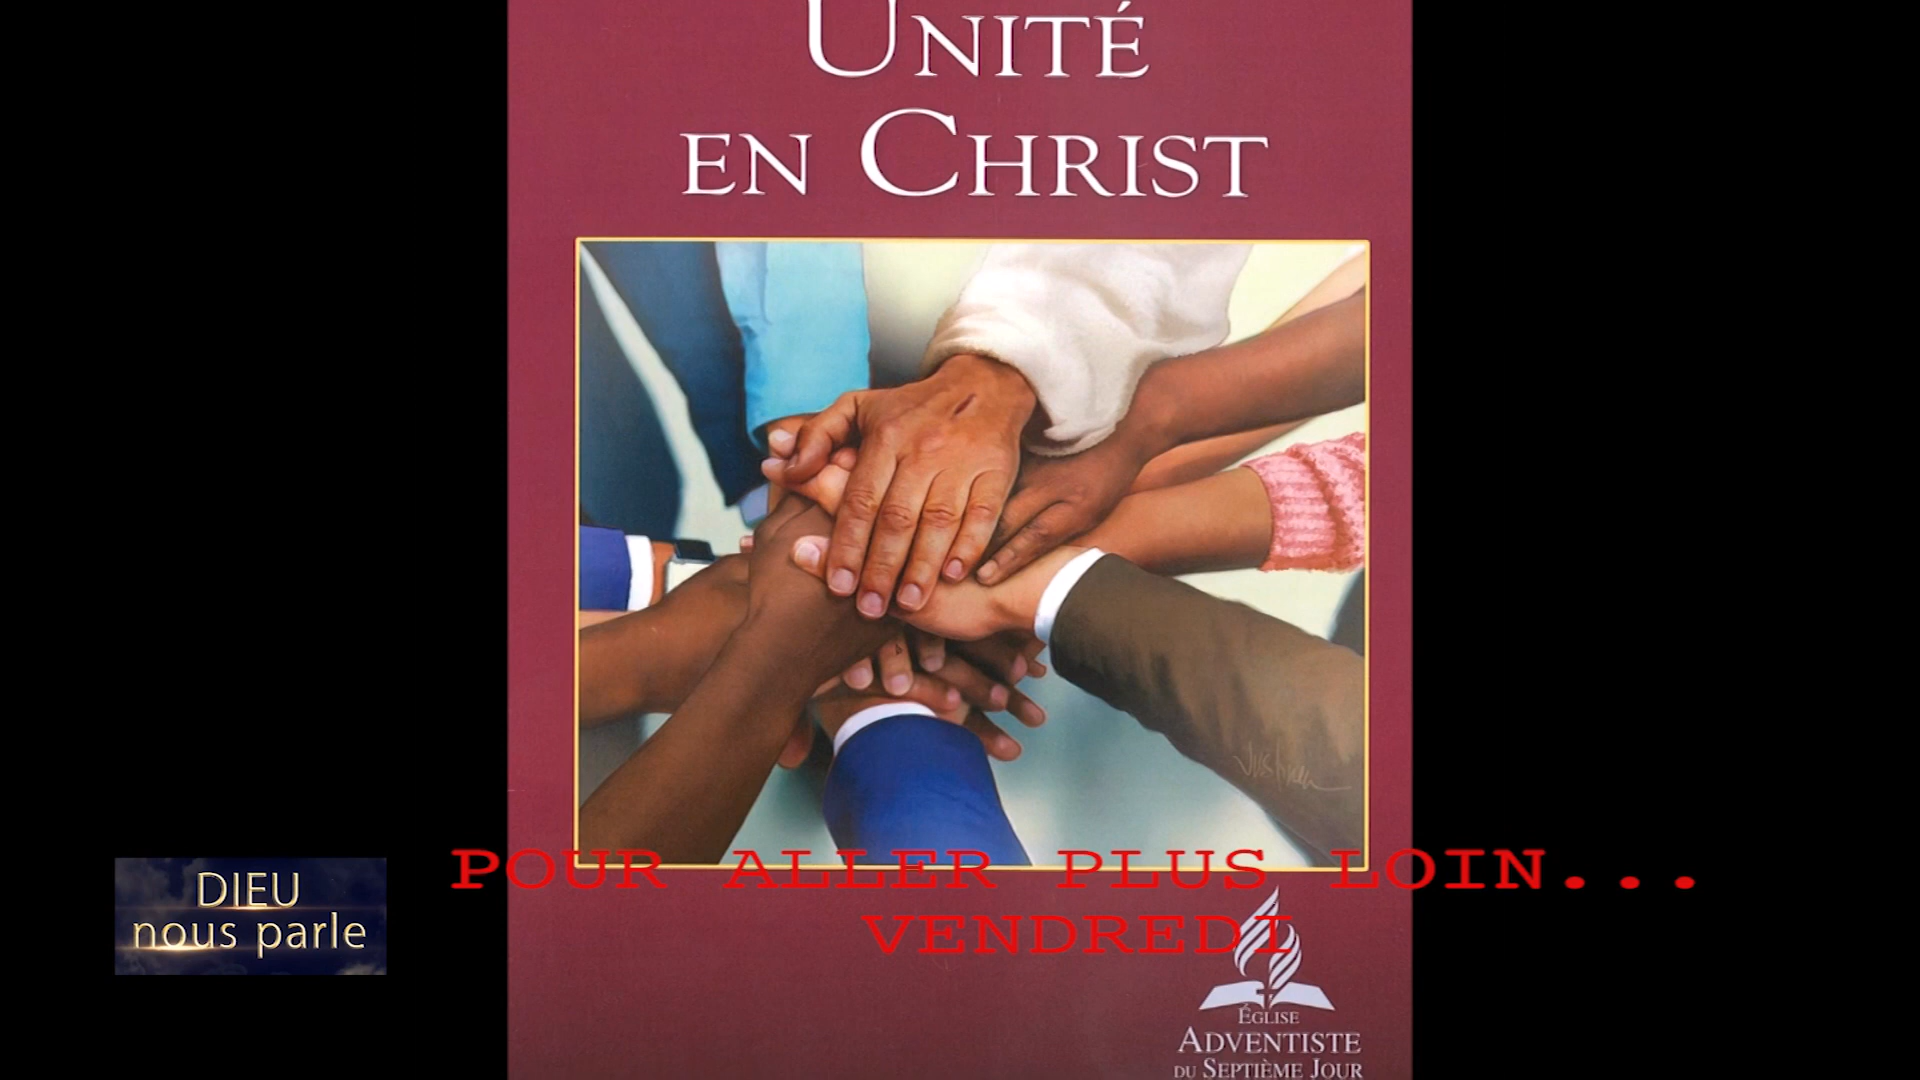 UNITÉ
EN CHRIST
POUR ALLER PLUS LOIN...
VENDREDI
DIEU
nous parle
ÉGLISE
ADVENTISTE
DU SEPTIÈME JOUR